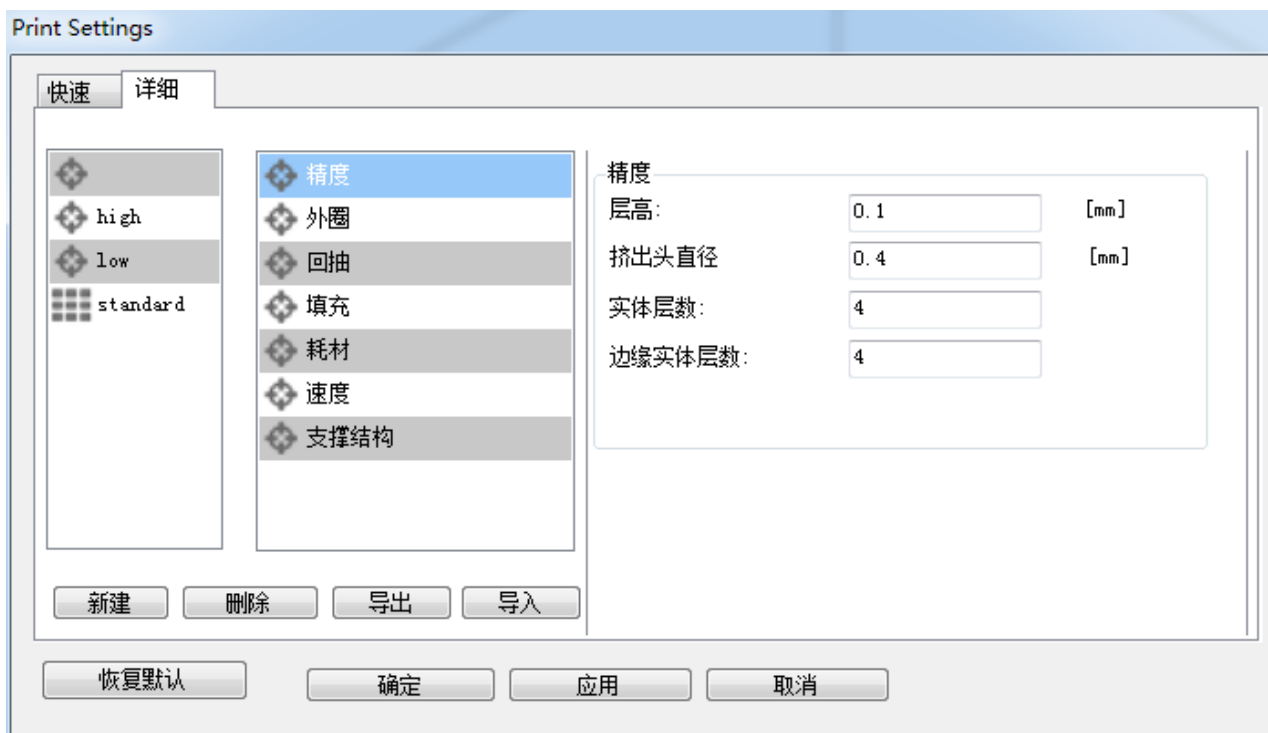 Print Settings
快速 详细
high
low
standard
精度
外圈
回抽
填充
耗材
速度
支撑结构
精度
层高: 0.1 [mm]
挤出头直径 0.4 [mm]
实体层数: 4
边缘实体层数: 4
新建 删除 导出 导入
恢复默认 确定 应用 取消